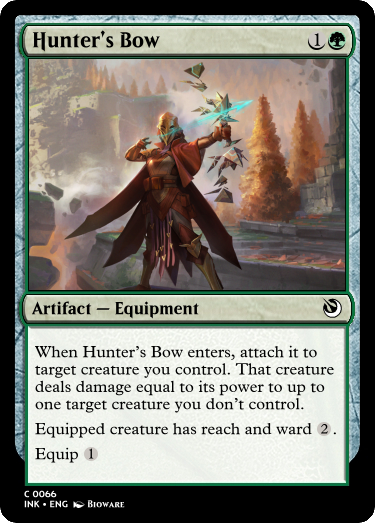 Hunter's Bow 1
Artifact — Equipment
When Hunter's Bow enters, attach it to
target creature you control. That creature
deals damage equal to its power to up to
one target creature you don't control.
Equipped creature has reach and ward 2.
Equip 1
C 0066
INK • ENG Bioware